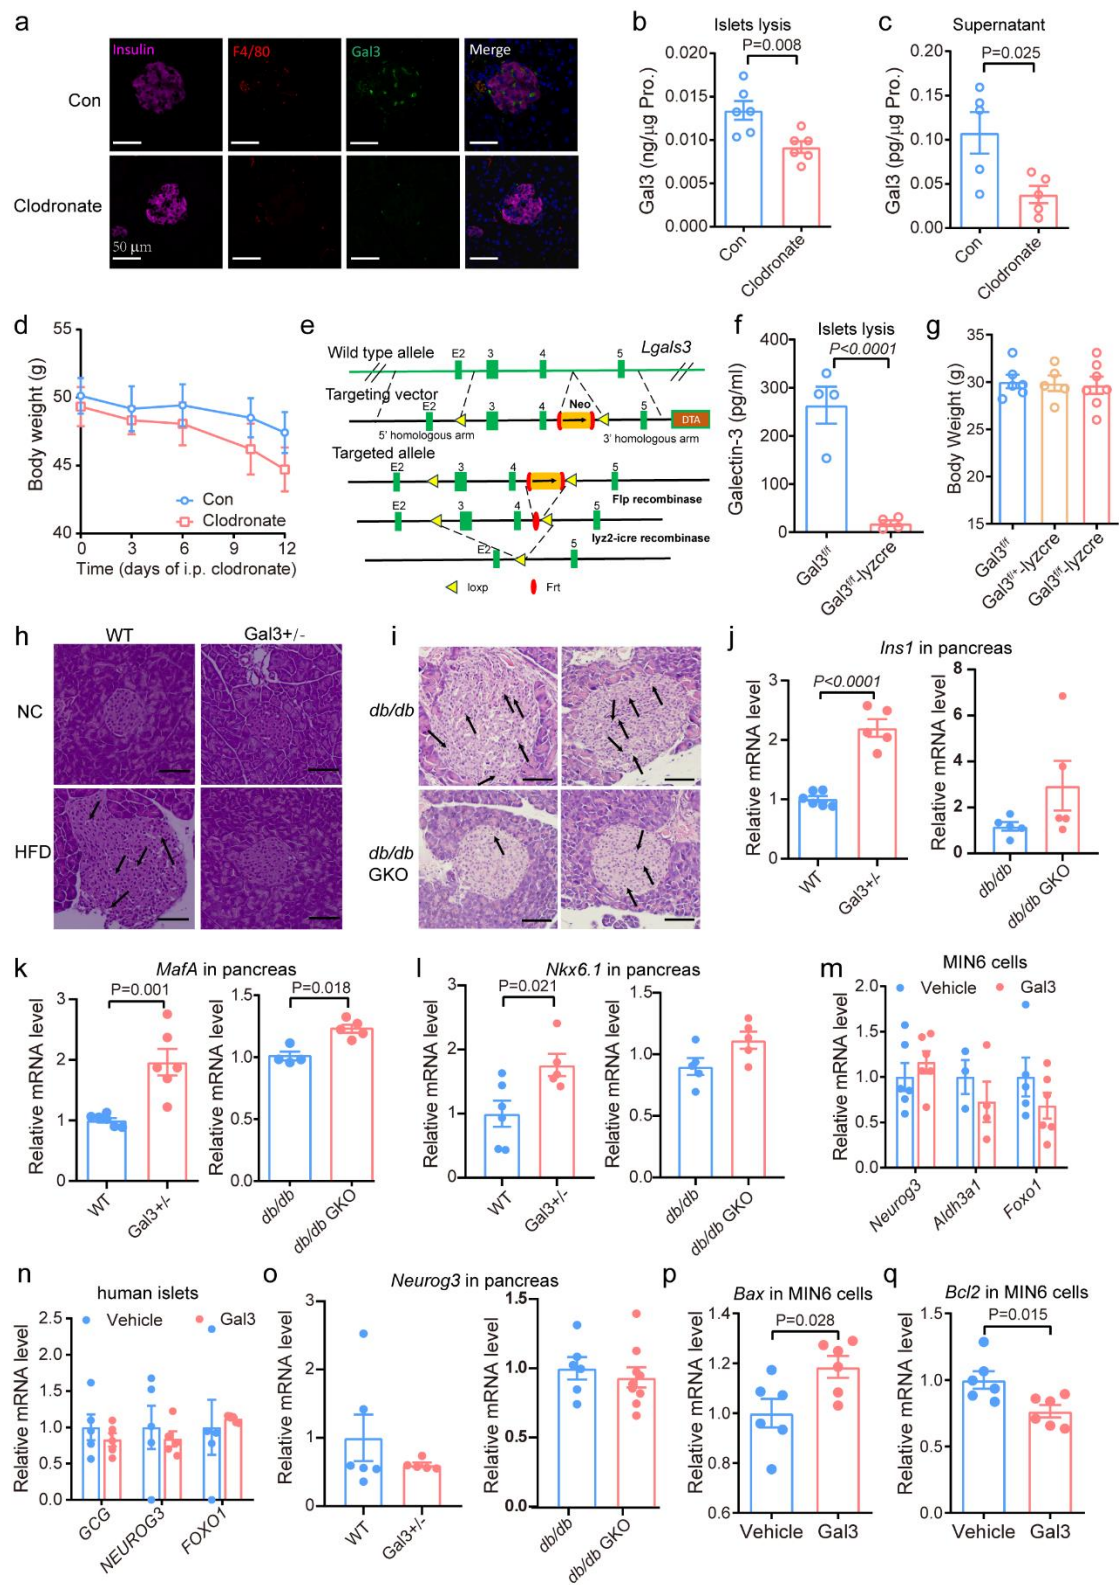 a
Insulin
F4/80
Gal3
Merge
Con
Clodronate
50 μm
b
Islets lysis
P=0.008
Gal3 (ng/μg Pro.)
0.020
0.015
0.010
0.005
0.000
Con
Clodronate
c
Supernatant
P=0.025
Gal3 (pg/μg Pro.)
0.20
0.15
0.10
0.05
0.00
Con
Clodronate
d
Body weight (g)
55
50
45
40
Con
Clodronate
0 3 6 9 12
Time (days of i.p. clodronate)
e
Wild type allele
E2 3 4 5
Lgals3
Targeting vector
E2 3 4 Neo 5
DTA
5' homologous arm
3' homologous arm
Targeted allele
E2 3 4 5
Flp recombinase
E2 3 4 5
lyz2-icre recombinase
E2 5
loxp
Frt
f
Islets lysis
P<0.0001
Galectin-3 (pg/ml)
400
300
200
100
0
Gal3f/f
Gal3f/f-lyzcre
g
Body Weight (g)
35
30
25
20
15
Gal3f/f
Gal3f/+-lyzcre
Gal3f/f-lyzcre
h
WT
Gal3+/-
NC
HFD
i
db/db
db/db
GKO
j
Ins1 in pancreas
P<0.0001
Relative mRNA level
3
2
1
0
WT
Gal3+/-
Relative mRNA level
8
6
4
2
0
db/db
db/db GKO
k
MafA in pancreas
P=0.001
Relative mRNA level
3
2
1
0
WT
Gal3+/-
P=0.018
Relative mRNA level
1.5
1.0
0.5
0.0
db/db
db/db GKO
l
Nkx6.1 in pancreas
P=0.021
Relative mRNA level
3
2
1
0
WT
Gal3+/-
Relative mRNA level
1.5
1.0
0.5
0.0
db/db
db/db GKO
m
MIN6 cells
Vehicle
Gal3
Relative mRNA level
2.0
1.5
1.0
0.5
0.0
Neurog3
Aldh3a1
Foxo1
n
human islets
Vehicle
Gal3
Relative mRNA level
2.5
2.0
1.5
1.0
0.5
0.0
GCG
NEUROG3
FOXO1
o
Neurog3 in pancreas
Relative mRNA level
3
2
1
0
WT
Gal3+/-
Relative mRNA level
1.5
1.0
0.5
0.0
db/db
db/db GKO
p
Bax in MIN6 cells
P=0.028
Relative mRNA level
1.4
1.2
1.0
0.8
0.6
Vehicle
Gal3
q
Bcl2 in MIN6 cells
P=0.015
Relative mRNA level
1.5
1.0
0.5
0.0
Vehicle
Gal3